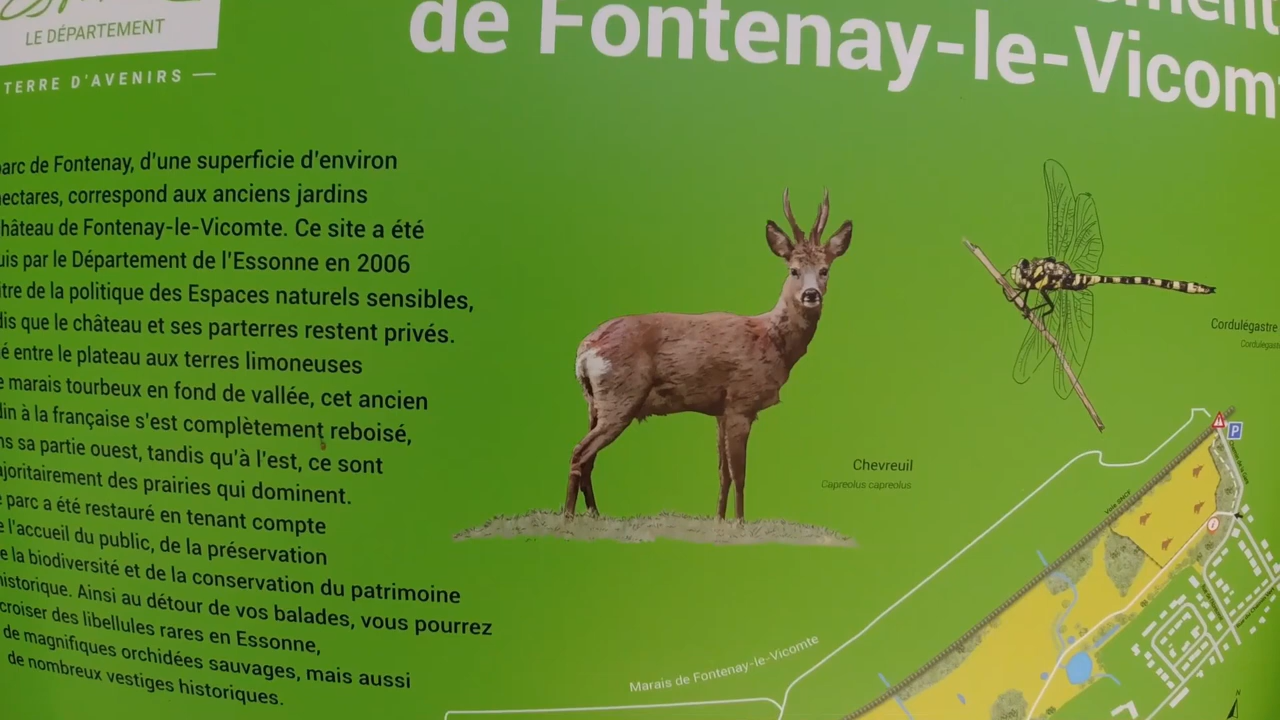 LE DÉPARTEMENT
TERRE D'AVENIRS
de Fontenay-le-Vicom
parc de Fontenay, d'une superficie d'environ
hectares, correspond aux anciens jardins
château de Fontenay-le-Vicomte. Ce site a été
uis par le Département de l'Essonne en 2006
itre de la politique des Espaces naturels sensibles,
dis que le château et ses parterres restent privés.
é entre le plateau aux terres limoneuses
e marais tourbeux en fond de vallée, cet ancien
din à la française s'est complètement reboisé,
ns sa partie ouest, tandis qu'à l'est, ce sont
ajoritairement des prairies qui dominent.
e parc a été restauré en tenant compte
e l'accueil du public, de la préservation
e la biodiversité et de la conservation du patrimoine
historique. Ainsi au détour de vos balades, vous pourrez
croiser des libellules rares en Essonne,
de magnifiques orchidées sauvages, mais aussi
de nombreux vestiges historiques.
Chevreuil
Capreolus capreolus
Cordulégastre
Cordulegast
P
Voie SNCF
Marais de Fontenay-le-Vicomte
N